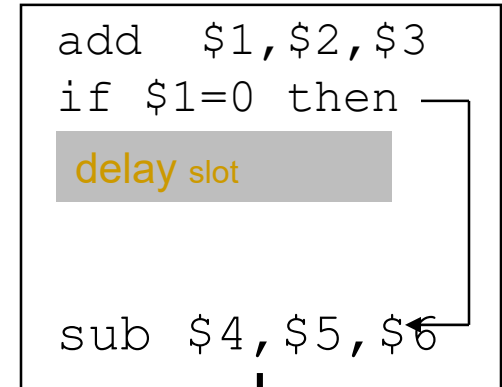 add $1,$2,$3
if $1=0 then
delay slot
sub $4,$5,$6